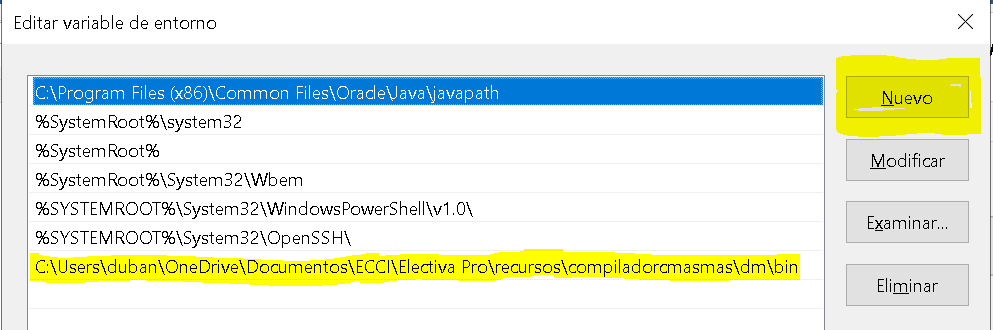 Editar variable de entorno
C:\Program Files (x86)\Common Files\Oracle\Java\javapath
Nuevo
%SystemRoot%\system32
%SystemRoot%
Modificar
%SystemRoot%\System32\Wbem
%SYSTEMROOT%\System32\WindowsPowerShell\v1.0\
Examinar...
%SYSTEMROOT%\System32\OpenSSH\
C:\Users\duban\OneDrive\Documentos\ECCI\Electiva Pro\recursos\compiladorcmasmas\dm\bin
Eliminar